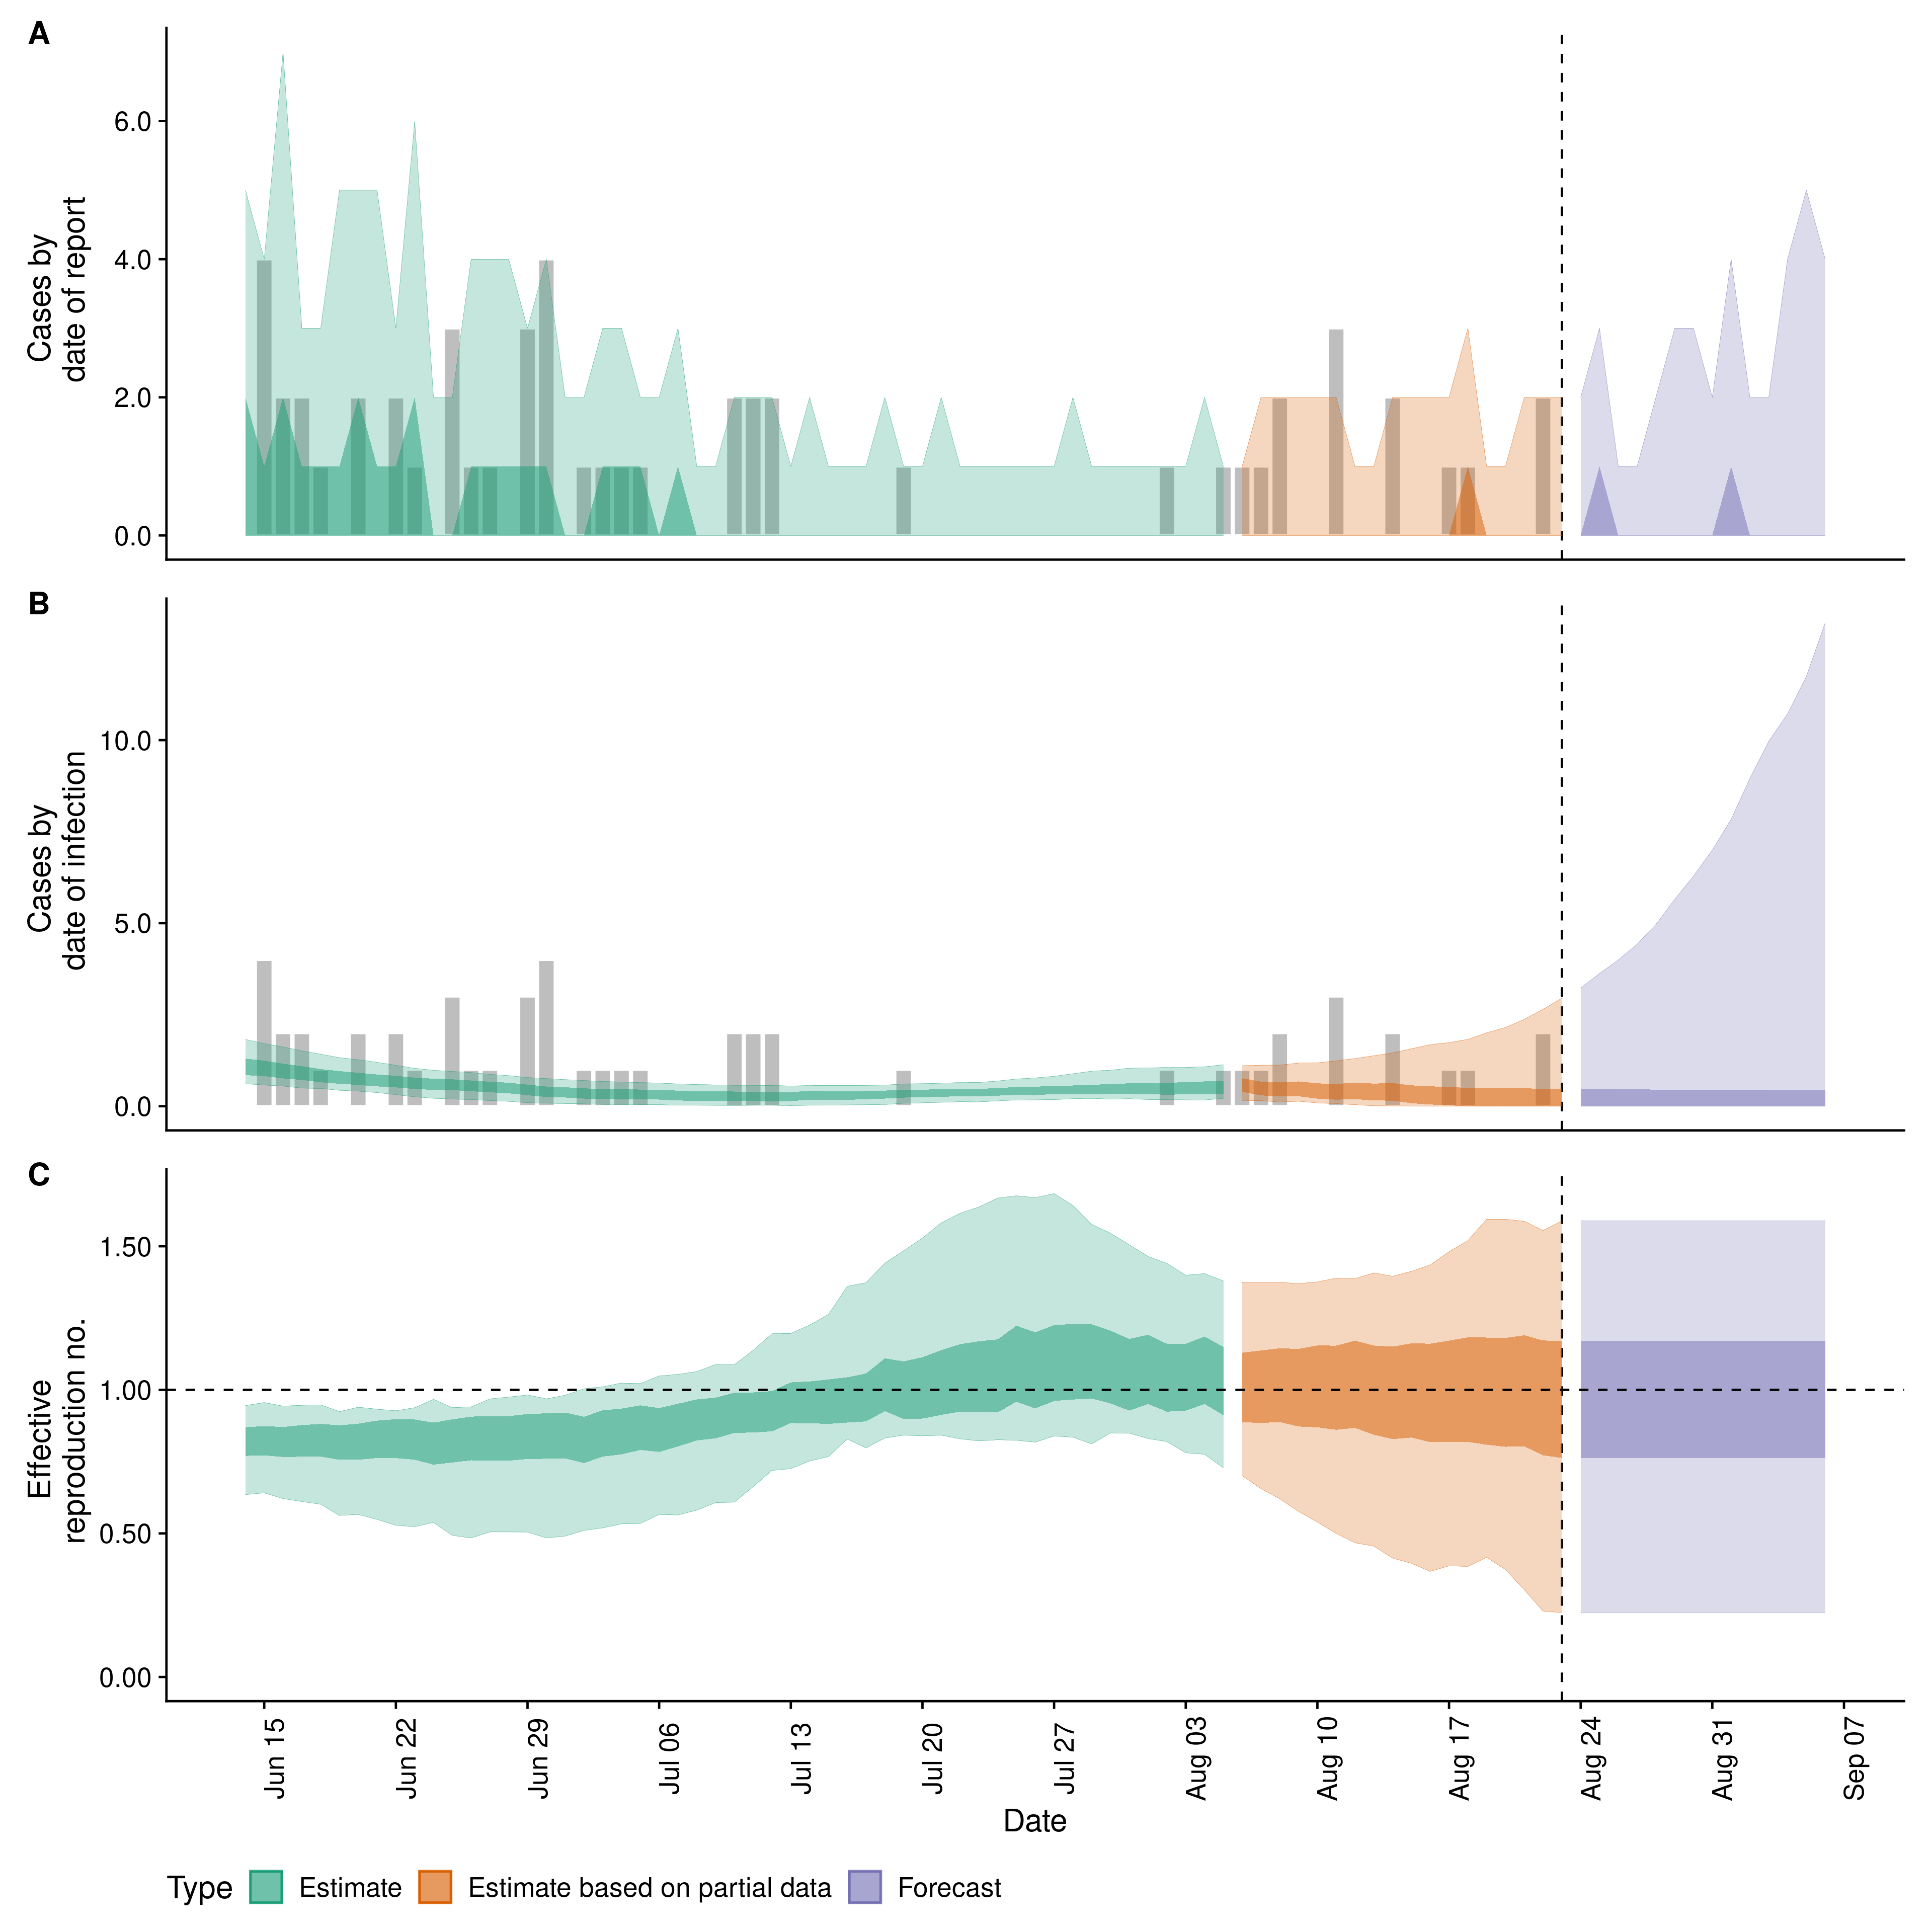 A
Cases by
date of report
6.0
4.0
2.0
0.0
B
Cases by
date of infection
10.0
5.0
0.0
C
Effective
reproduction no.
1.50
1.00
0.50
0.00
Jun 15
Jun 22
Jun 29
Jul 06
Jul 13
Jul 20
Jul 27
Aug 03
Aug 10
Aug 17
Aug 24
Aug 31
Sep 07
Date
Type Estimate Estimate based on partial data Forecast